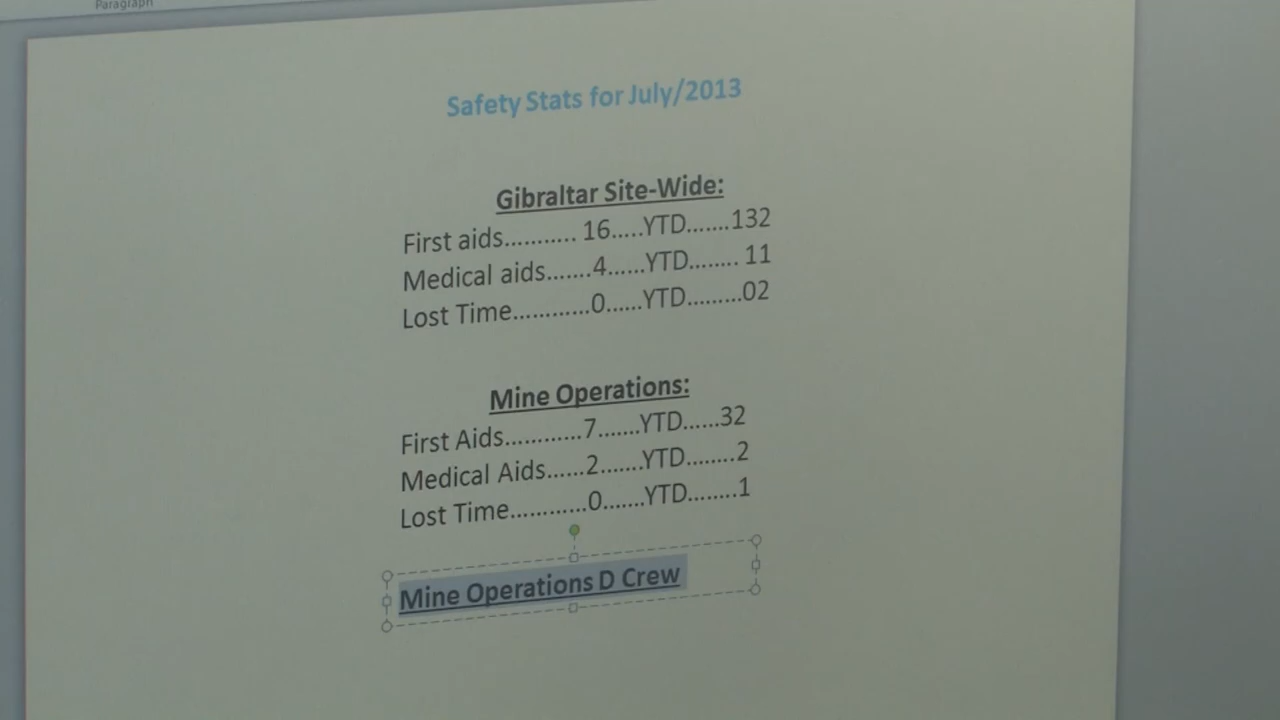 Paragraph
Safety Stats for July/2013
Gibraltar Site-Wide:
First aids........... 16.....YTD.......132
Medical aids.......4......YTD........ 11
Lost Time............0......YTD.........02
Mine Operations:
First Aids............7.......YTD......32
Medical Aids......2.......YTD........2
Lost Time............0.......YTD........1
Mine Operations D Crew